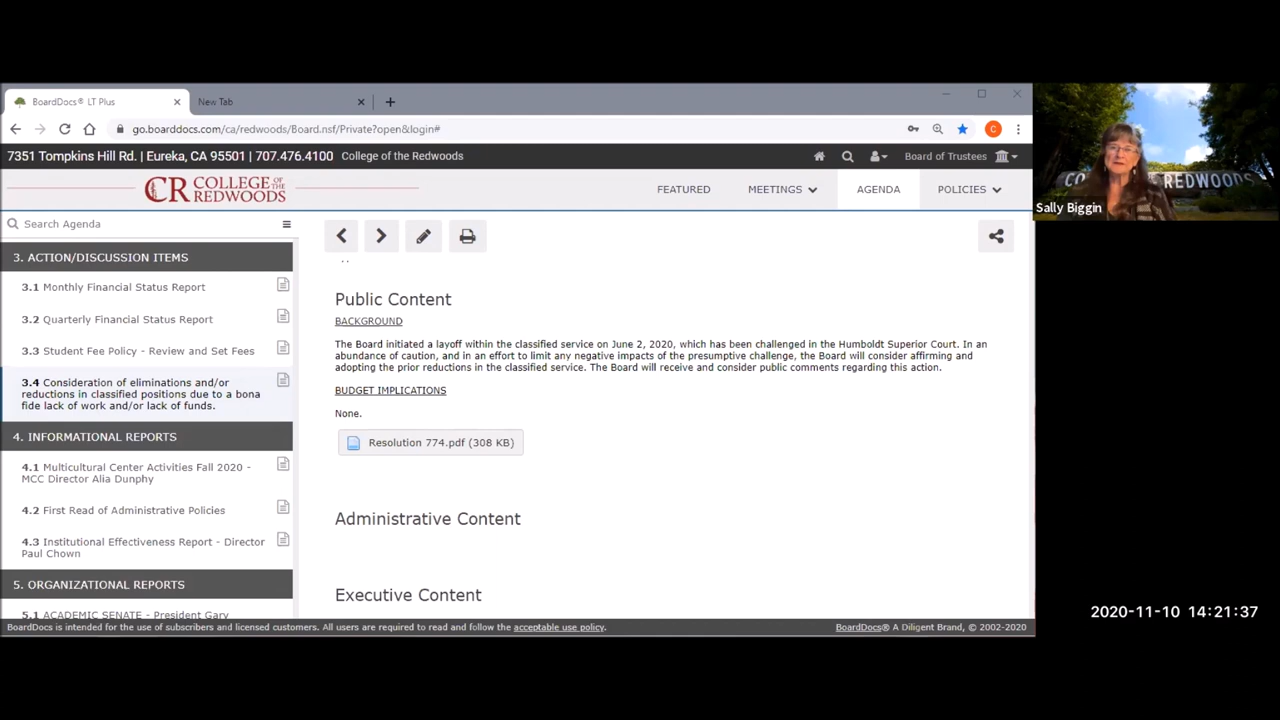 BoardDocs® LT Plus
New Tab
go.boarddocs.com/ca/redwoods/Board.nsf/Private?open&login#
C
7351 Tompkins Hill Rd. | Eureka, CA 95501 | 707.476.4100 College of the Redwoods
Board of Trustees
CR COLLEGE OF THE REDWOODS
FEATURED
MEETINGS
AGENDA
POLICIES
Search Agenda
3. ACTION/DISCUSSION ITEMS
3.1 Monthly Financial Status Report
3.2 Quarterly Financial Status Report
3.3 Student Fee Policy - Review and Set Fees
3.4 Consideration of eliminations and/or
reductions in classified positions due to a bona
fide lack of work and/or lack of funds.
4. INFORMATIONAL REPORTS
4.1 Multicultural Center Activities Fall 2020 -
MCC Director Alia Dunphy
4.2 First Read of Administrative Policies
4.3 Institutional Effectiveness Report - Director
Paul Chown
5. ORGANIZATIONAL REPORTS
5.1 ACADEMIC SENATE - President Gary
Public Content
BACKGROUND
The Board initiated a layoff within the classified service on June 2, 2020, which has been challenged in the Humboldt Superior Court. In an
abundance of caution, and in an effort to limit any negative impacts of the presumptive challenge, the Board will consider affirming and
adopting the prior reductions in the classified service. The Board will receive and consider public comments regarding this action.
BUDGET IMPLICATIONS
None.
Resolution 774.pdf (308 KB)
Administrative Content
Executive Content
BoardDocs is intended for the use of subscribers and licensed customers. All users are required to read and follow the acceptable use policy.
BoardDocs® A Diligent Brand, © 2002-2020
CO REDWOODS
Sally Biggin
2020-11-10 14:21:37